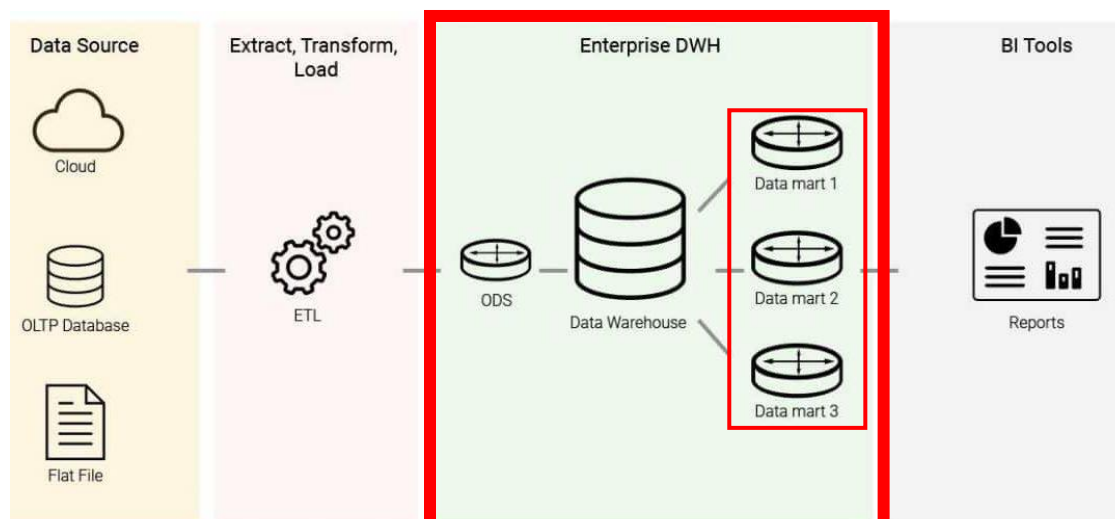 Data Source
Cloud
OLTP Database
Flat File
Extract, Transform,
Load
ETL
Enterprise DWH
ODS
Data Warehouse
Data mart 1
Data mart 2
Data mart 3
BI Tools
Reports